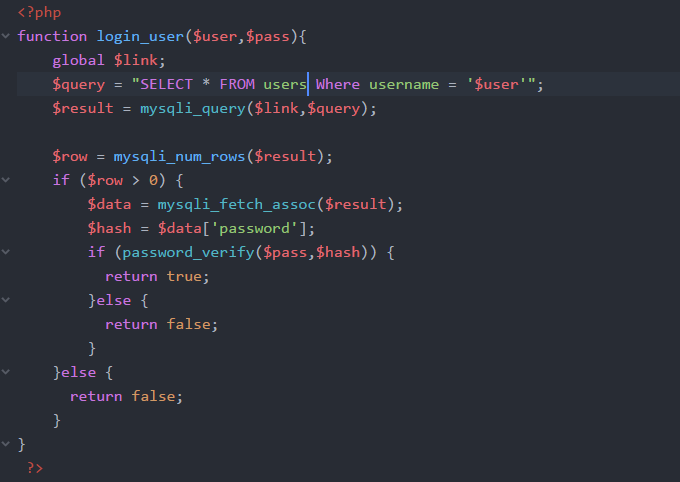 <?php
function login_user($user,$pass){
    global $link;
    $query = "SELECT * FROM users Where username = '$user'";
    $result = mysqli_query($link,$query);

    $row = mysqli_num_rows($result);
    if ($row > 0) {
        $data = mysqli_fetch_assoc($result);
        $hash = $data['password'];
        if (password_verify($pass,$hash)) {
          return true;
        }else {
          return false;
        }
    }else {
      return false;
    }
}
 ?>